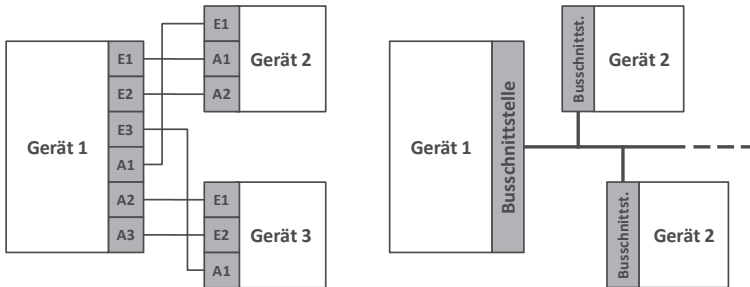 E1
A1
A2
Gerät 2
Gerät 1
E1
E2
E3
A1
A2
A3
E1
E2
A1
Gerät 3
Gerät 1
Busschnittstelle
Busschnittst.
Gerät 2
Busschnittst.
Gerät 2